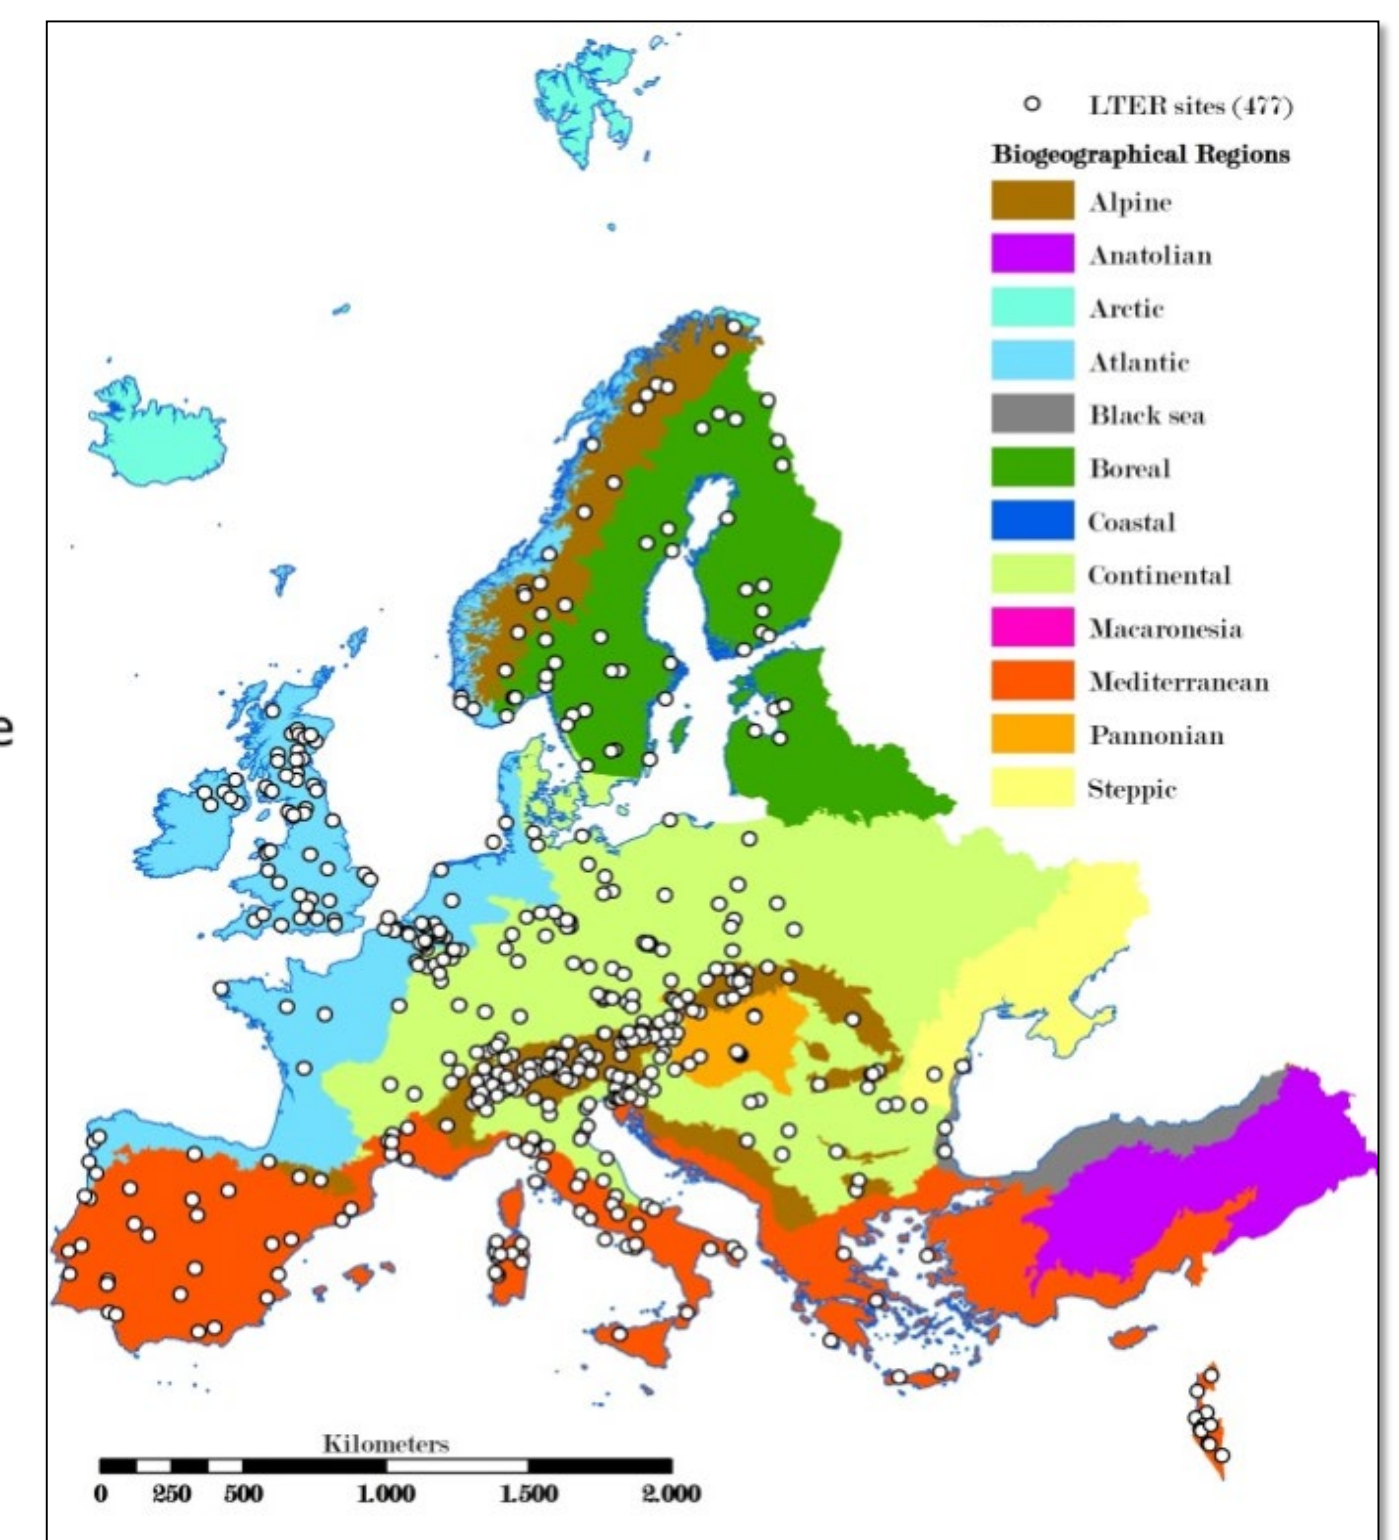 e
LTER sites (477)
Biogeographical Regions
Alpine
Anatolian
Arctic
Atlantic
Black sea
Boreal
Coastal
Continental
Macaronesia
Mediterranean
Pannonian
Steppic
Kilometers
0 250 500 1.000 1.500 2.000